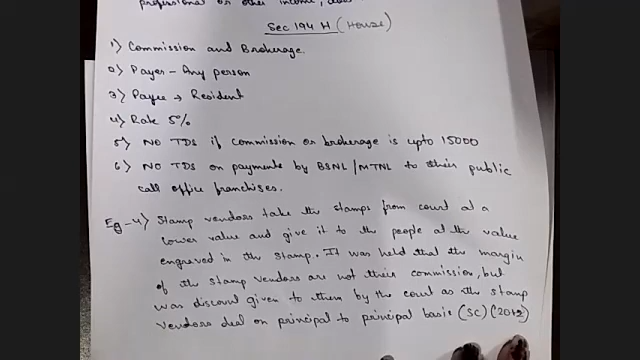 professional or other income,
Sec 194 H (House)
1) Commission and Brokerage.
2) Payer - Any person
3) Payee → Resident
4) Rate 5%
5) NO TDS if commission or brokerage is upto 15000
6) NO TDS on payments by BSNL/MTNL to their public
call office franchises.
Eg-4) Stamp vendors take the stamps from court at a
lower value and give it to the people at the value
engraved in the stamp. It was held that the margin
of the stamp vendors are not their commission, but
was discount given to them by the court as the stamp
vendors deal on principal to principal basis (SC)